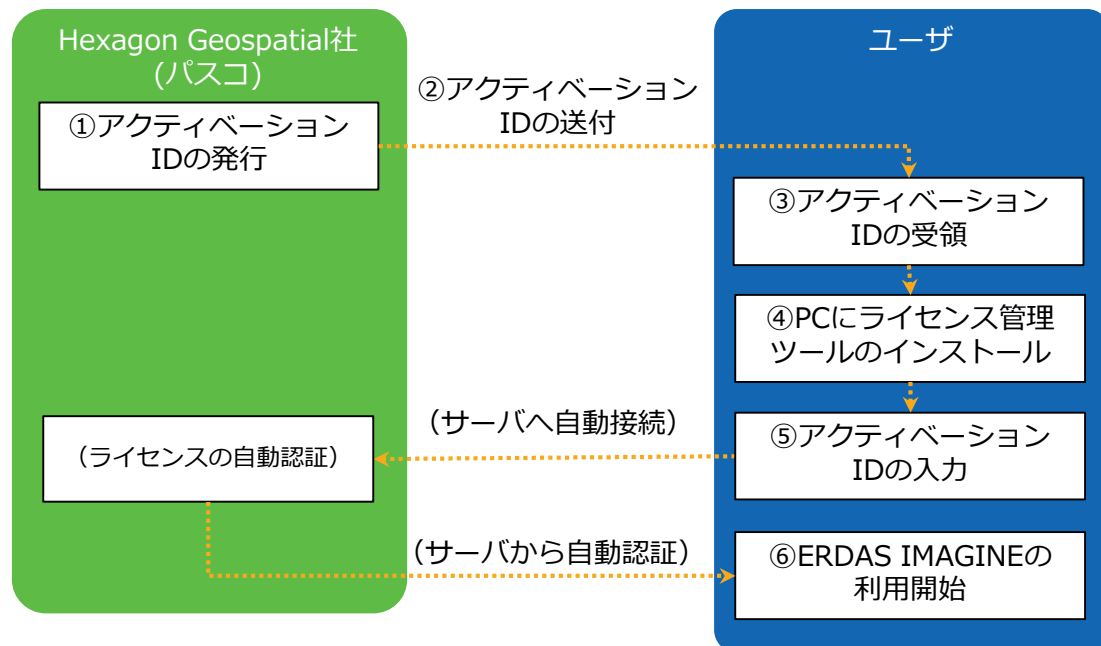 Hexagon Geospatial社
(パスコ)
ユーザ
①アクティベーション
IDの発行
②アクティベーション
IDの送付
③アクティベーション
IDの受領
④PCにライセンス管理
ツールのインストール
⑤アクティベーション
IDの入力
（サーバへ自動接続）
（ライセンスの自動認証）
（サーバから自動認証）
⑥ERDAS IMAGINEの
利用開始